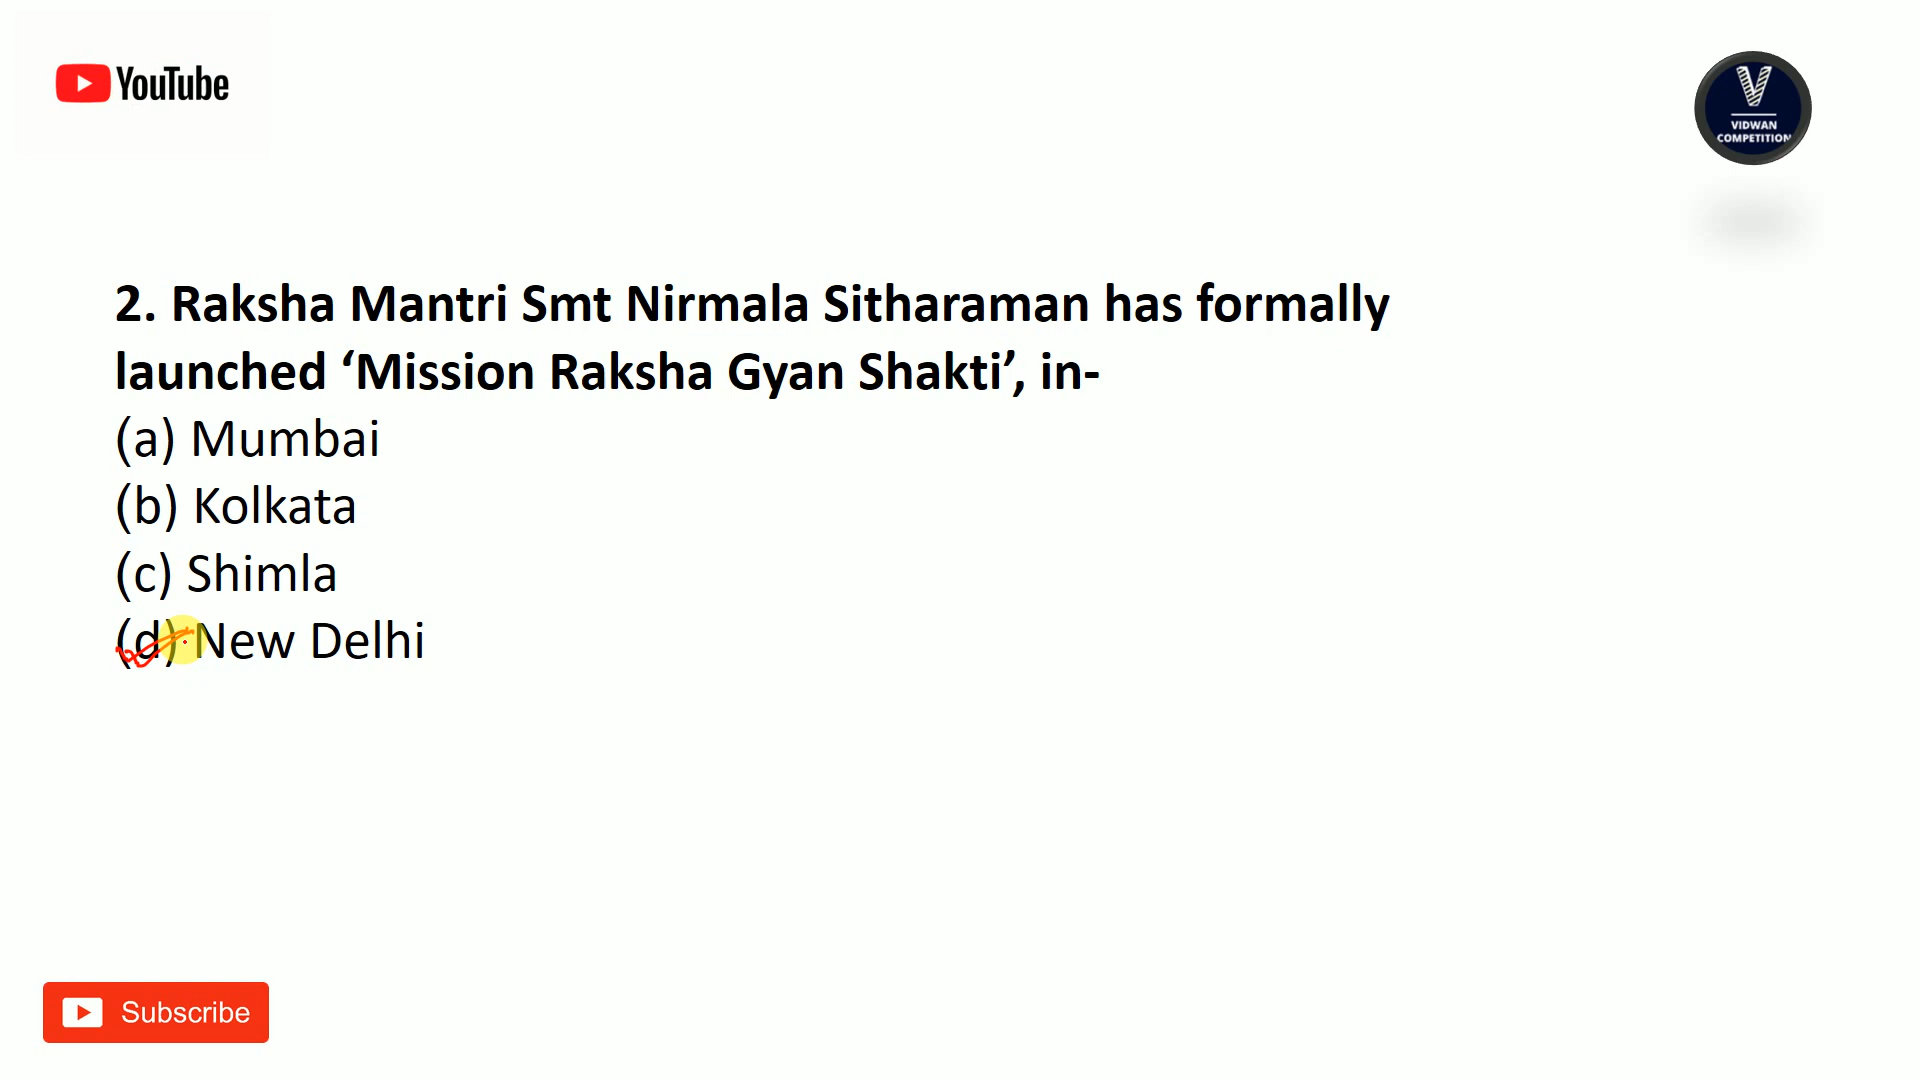 YouTube
V
VIDWAN
COMPETITION
2. Raksha Mantri Smt Nirmala Sitharaman has formally
launched ‘Mission Raksha Gyan Shakti’, in-
(a) Mumbai
(b) Kolkata
(c) Shimla
(d) New Delhi
Subscribe